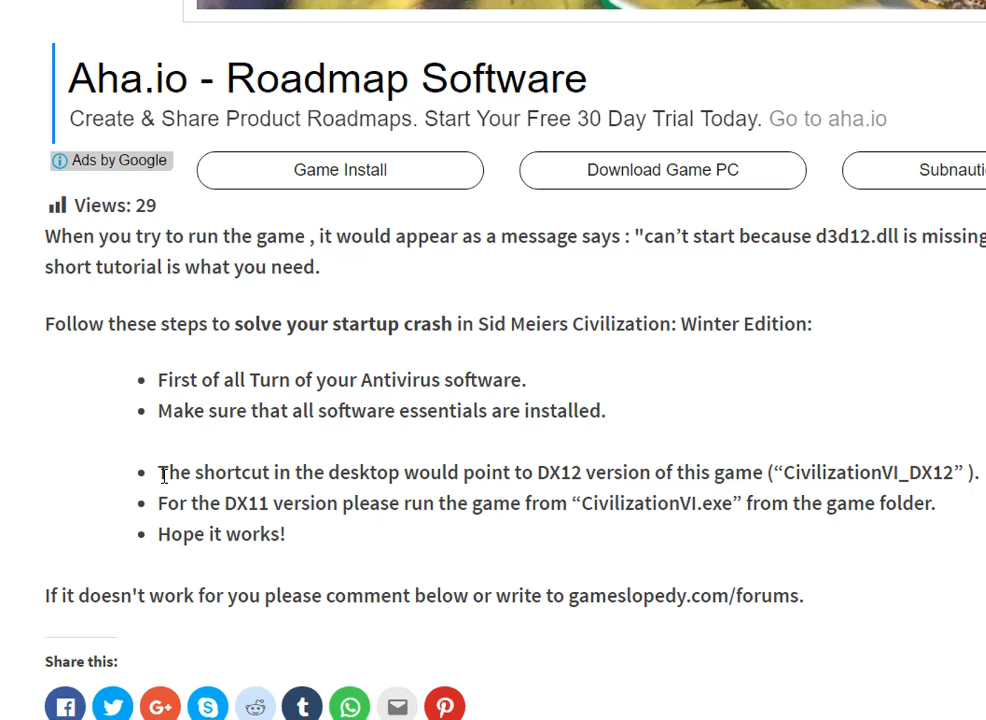 Aha.io - Roadmap Software
Create & Share Product Roadmaps. Start Your Free 30 Day Trial Today. Go to aha.io
Ads by Google
Game Install
Download Game PC
Views: 29
When you try to run the game , it would appear as a message says : "can’t start because d3d12.dll is missing
short tutorial is what you need.
Follow these steps to solve your startup crash in Sid Meiers Civilization: Winter Edition:
First of all Turn of your Antivirus software.
Make sure that all software essentials are installed.
The shortcut in the desktop would point to DX12 version of this game (“CivilizationVI_DX12” ).
For the DX11 version please run the game from “CivilizationVI.exe” from the game folder.
Hope it works!
If it doesn't work for you please comment below or write to gameslopedy.com/forums.
Share this: